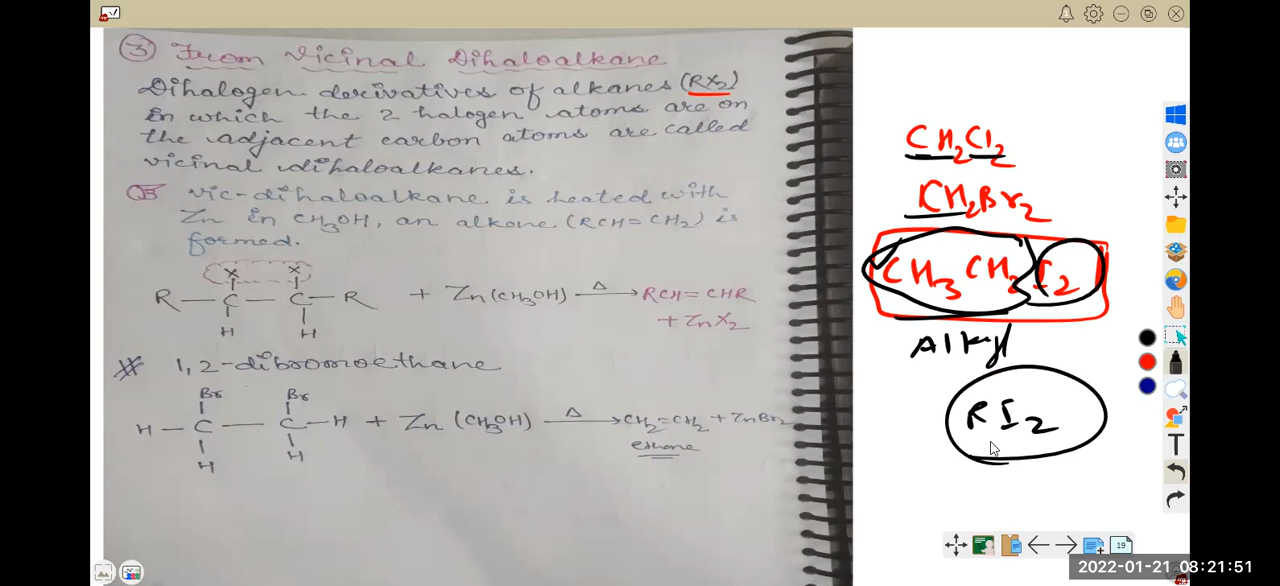 ③ From Vicinal Dihaloalkane
Dihalogen derivatives of alkanes (RX2)
in which the 2 halogen atoms are on
the adjacent carbon atoms are called
vicinal dihaloalkanes.
Vic-dihaloalkane is heated with
Zn in CH3OH, an alkene (RCH=CH2) is
formed.
X X
R — C — C — R + Zn(CH3OH) —Δ→ RCH=CHR
H H + ZnX2
1,2-dibromoethane
Br Br
H — C — C — H + Zn (CH3OH) —Δ→ CH2=CH2 + ZnBr2
H H ethene
CH2Cl2
CH2Br2
CH3CH2I2
Alkyl
RI2
19
2022-01-21 08:21:51